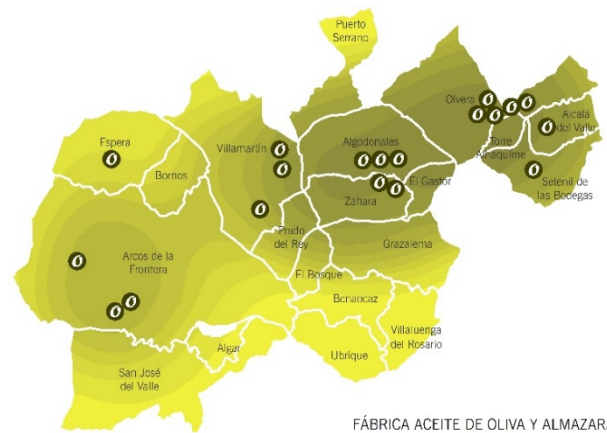 Puerto
Serrano
Olvera
Alcalá
del Valle
Torre
Alháquime
Setenil de
las Bodegas
Espera
Villamartín
Algodonales
Bornos
El Gastor
Zahara
Prado
del Rey
Grazalema
Arcos de la
Frontera
El Bosque
Benaocaz
Villaluenga
del Rosario
Algar
Ubrique
San José
del Valle
FÁBRICA ACEITE DE OLIVA Y ALMAZARA